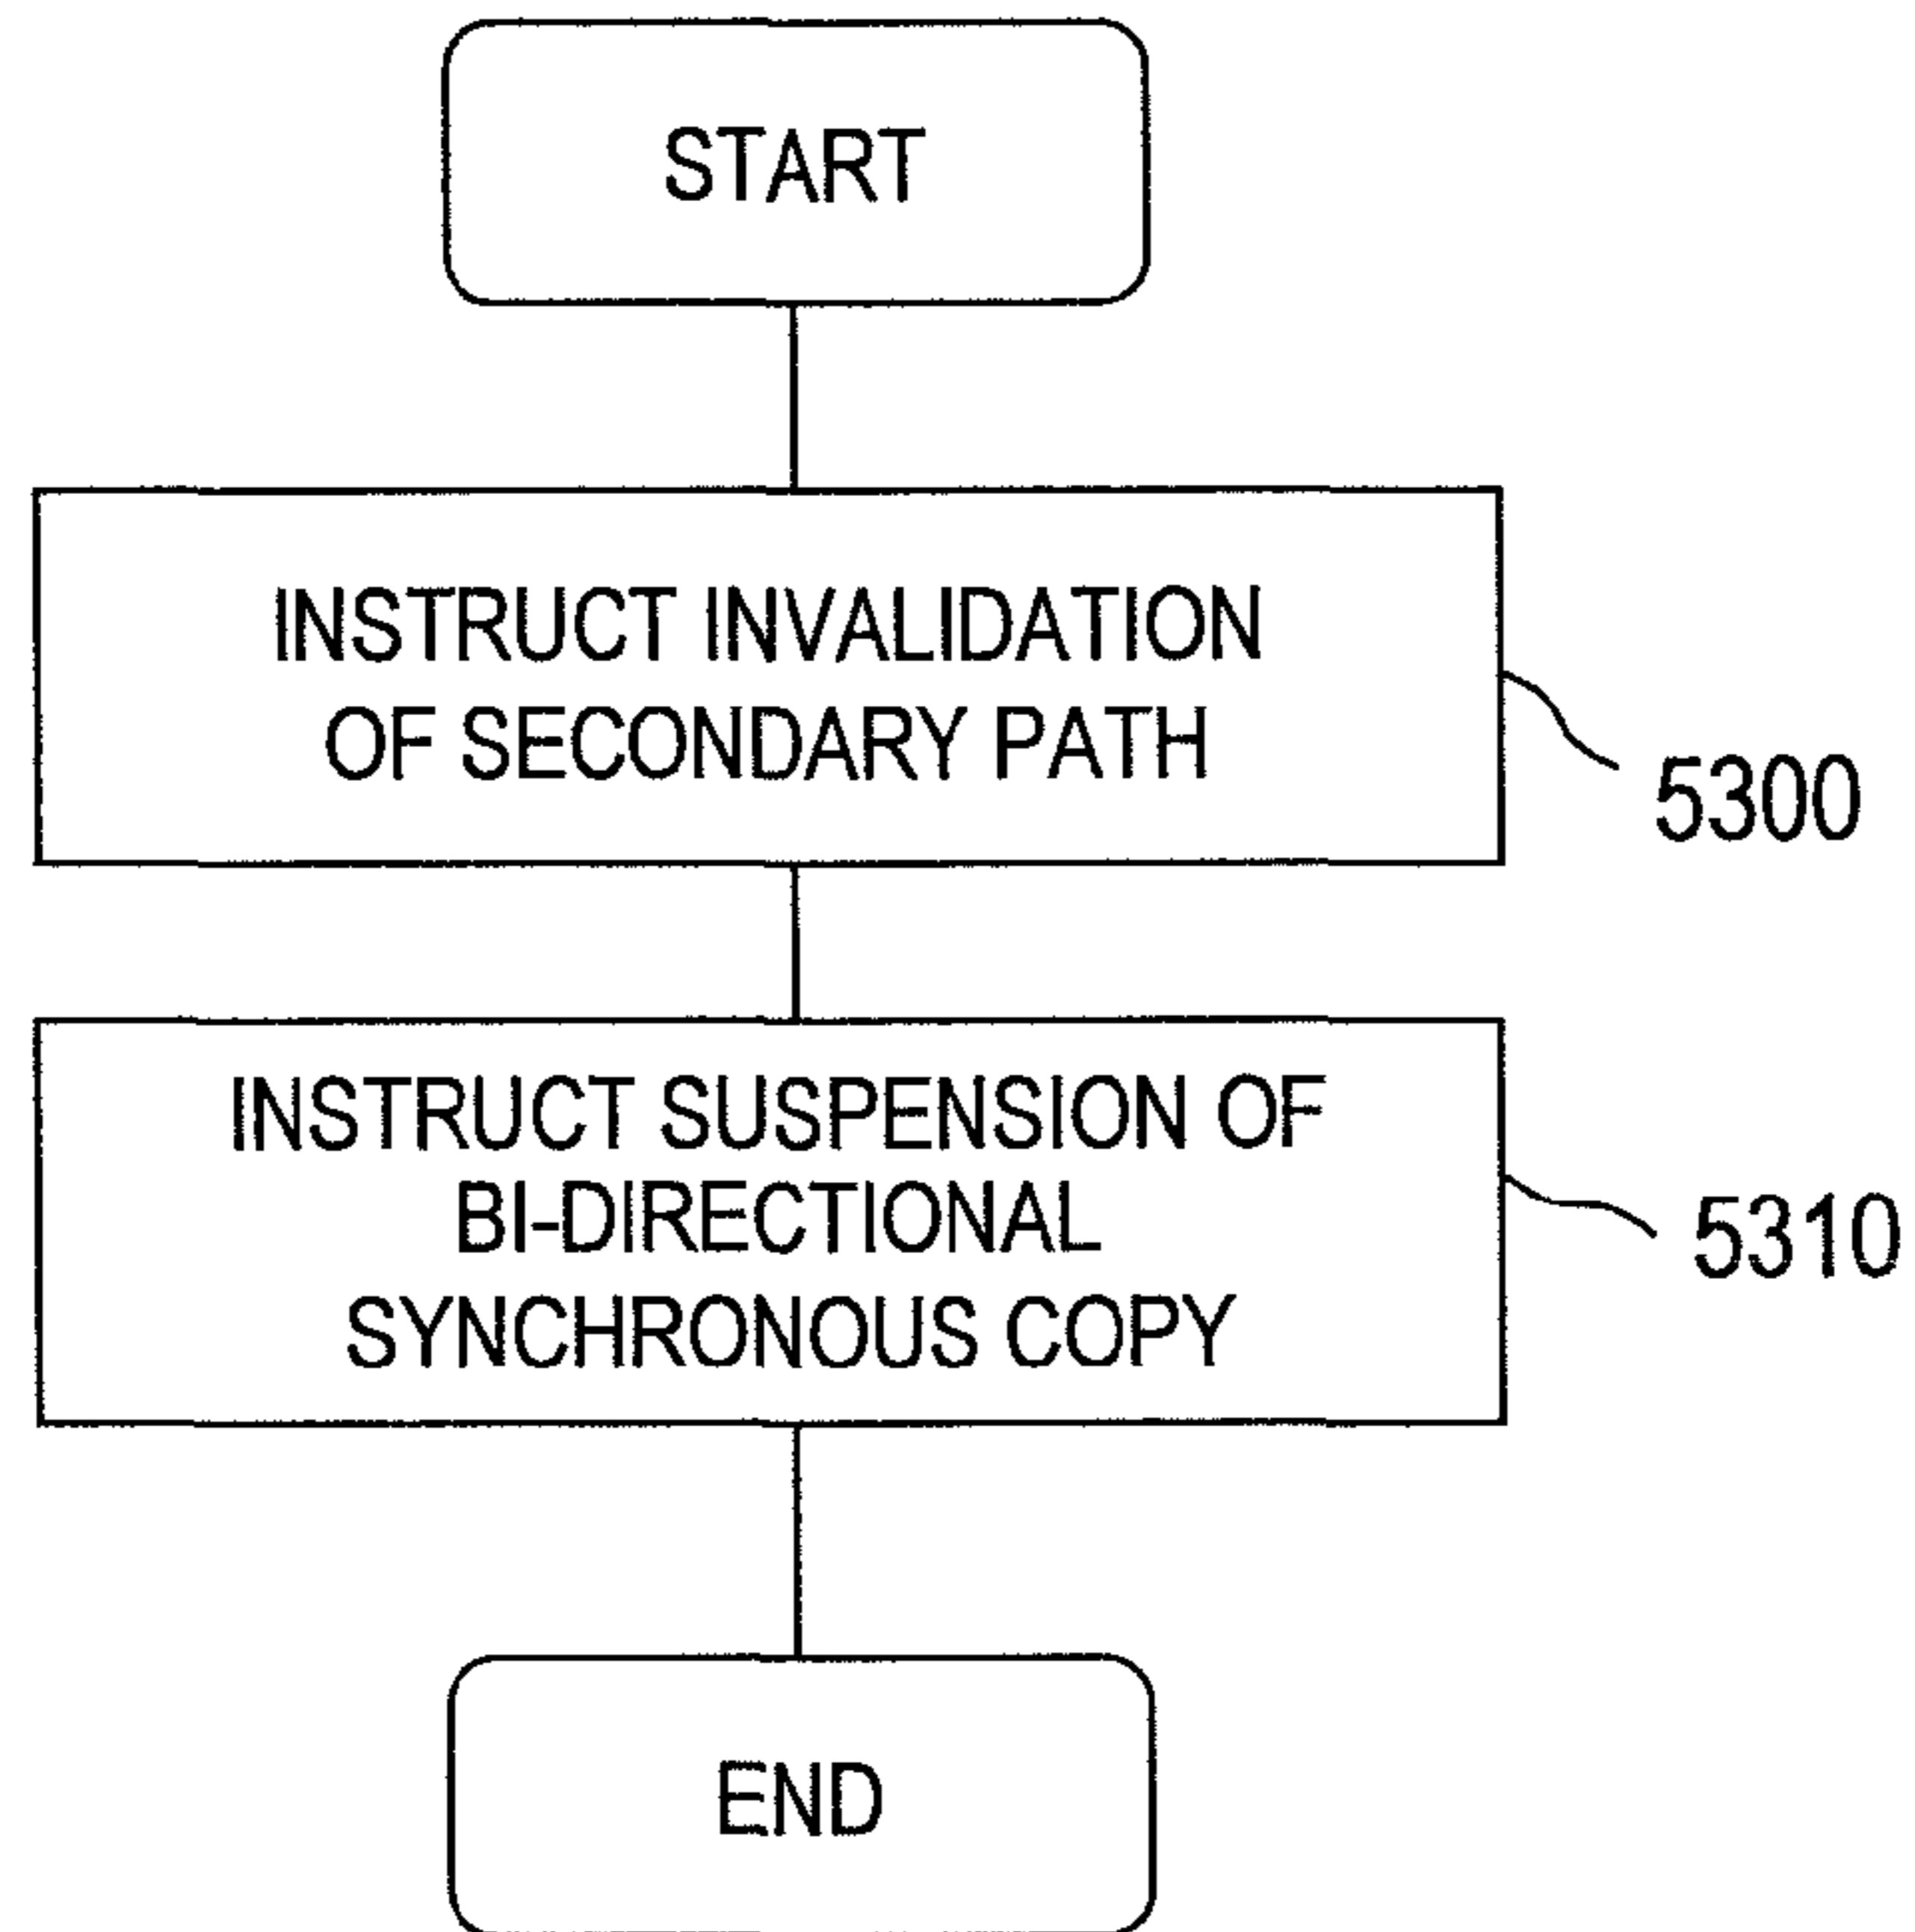 START
INSTRUCT INVALIDATION
OF SECONDARY PATH
5300
INSTRUCT SUSPENSION OF
BI-DIRECTIONAL
SYNCHRONOUS COPY
5310
END